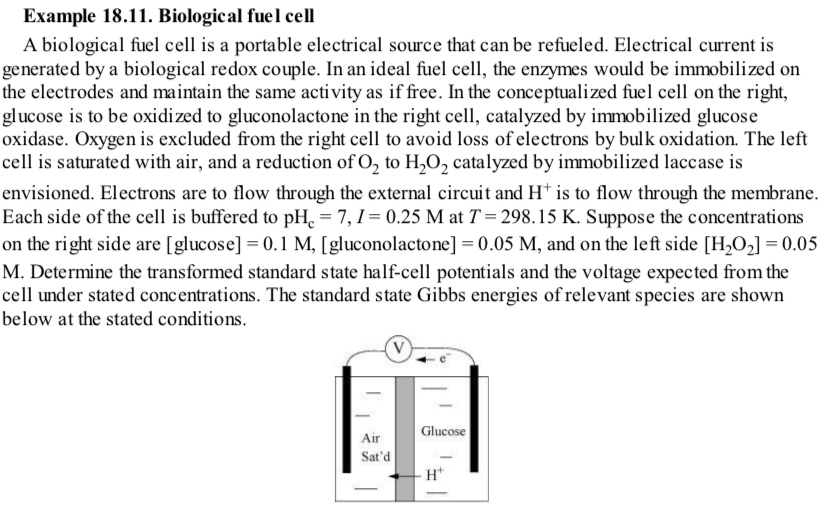 Example 18.11. Biological fuel cell
A biological fuel cell is a portable electrical source that can be refueled. Electrical current is
generated by a biological redox couple. In an ideal fuel cell, the enzymes would be immobilized on
the electrodes and maintain the same activity as if free. In the conceptualized fuel cell on the right,
glucose is to be oxidized to gluconolactone in the right cell, catalyzed by immobilized glucose
oxidase. Oxygen is excluded from the right cell to avoid loss of electrons by bulk oxidation. The left
cell is saturated with air, and a reduction of O₂ to H₂O₂ catalyzed by immobilized laccase is
envisioned. Electrons are to flow through the external circuit and H⁺ is to flow through the membrane.
Each side of the cell is buffered to pH_c = 7, I = 0.25 M at T = 298.15 K. Suppose the concentrations
on the right side are [glucose] = 0.1 M, [gluconolactone] = 0.05 M, and on the left side [H₂O₂] = 0.05
M. Determine the transformed standard state half-cell potentials and the voltage expected from the
cell under stated concentrations. The standard state Gibbs energies of relevant species are shown
below at the stated conditions.
V
e⁻
Air
Sat'd
Glucose
H⁺